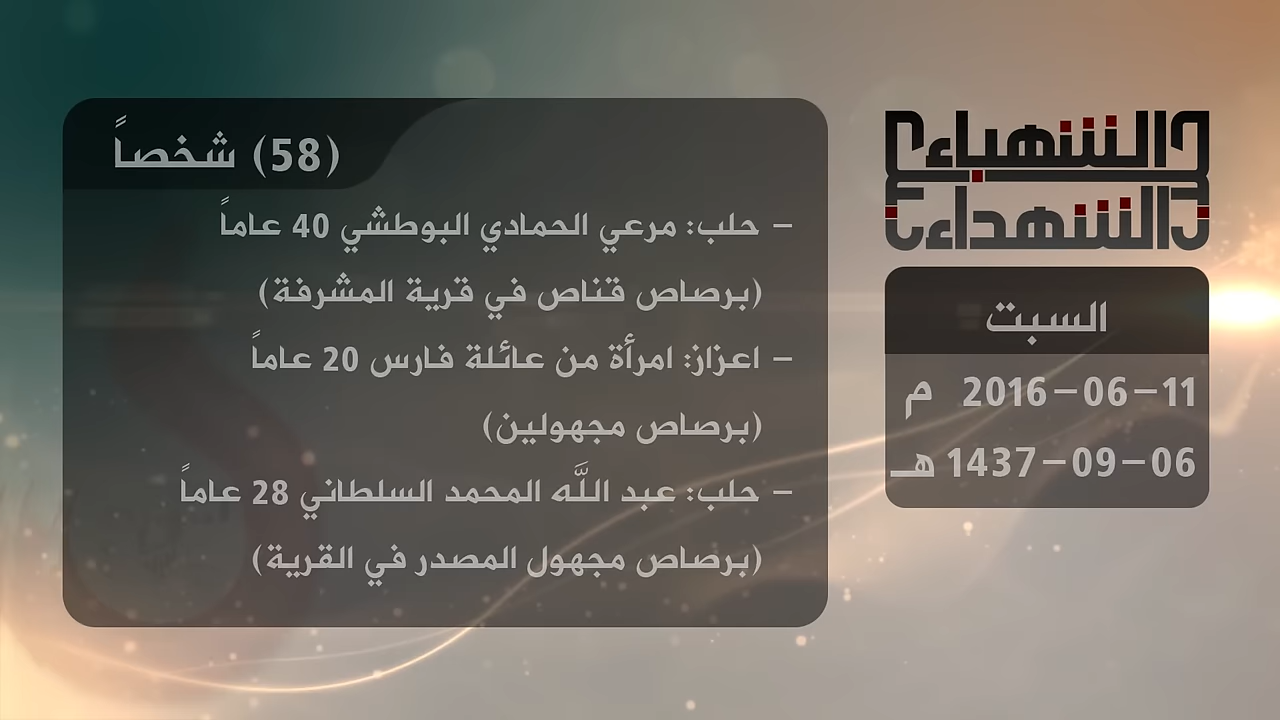 الشهباء
الشهداء
السبت
11-06-2016 م
06-09-1437 هـ
(58) شخصاً
- حلب: مرعي الحمادي البوطشي 40 عاماً
(برصاص قناص في قرية المشرفة)
- اعزاز: امرأة من عائلة فارس 20 عاماً
(برصاص مجهولين)
- حلب: عبد اللَّه المحمد السلطاني 28 عاماً
(برصاص مجهول المصدر في القرية)